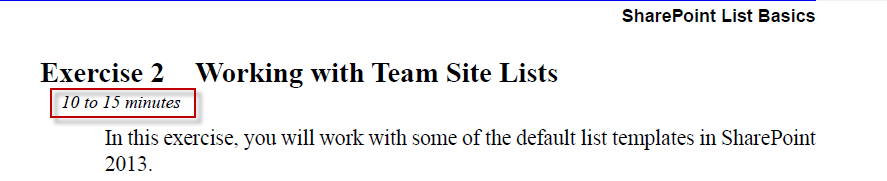 SharePoint List Basics
Exercise 2 Working with Team Site Lists
10 to 15 minutes
In this exercise, you will work with some of the default list templates in SharePoint
2013.